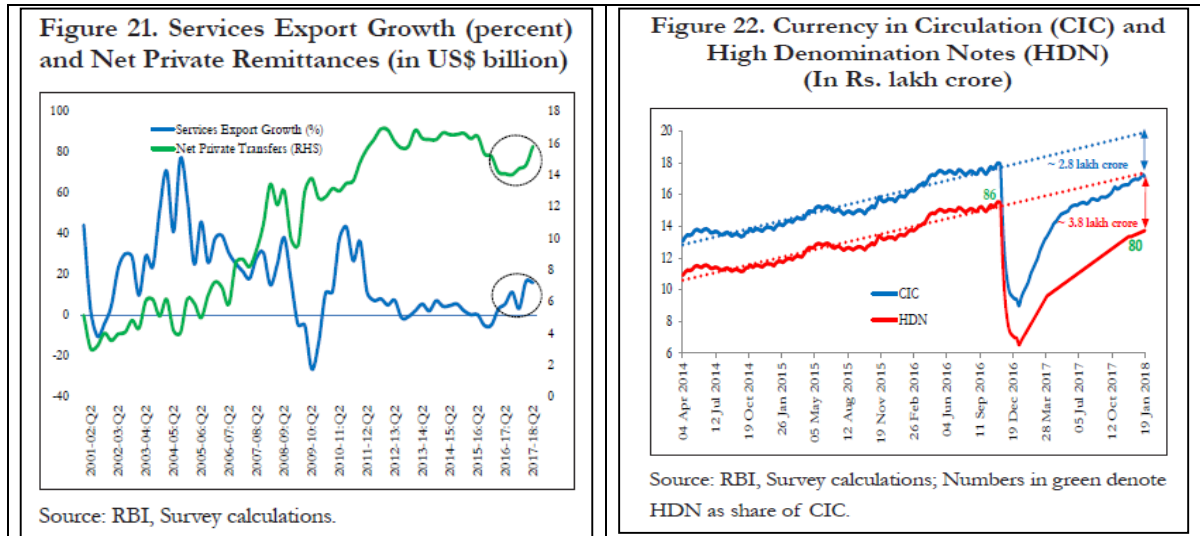 Figure 21. Services Export Growth (percent)
and Net Private Remittances (in US$ billion)
100
80
60
40
20
0
-20
-40
18
16
14
12
10
8
6
4
2
0
Services Export Growth (%)
Net Private Transfers (RHS)
2001-02:Q2
2002-03:Q2
2003-04:Q2
2004-05:Q2
2005-06:Q2
2006-07:Q2
2007-08:Q2
2008-09:Q2
2009-10:Q2
2010-11:Q2
2011-12:Q2
2012-13:Q2
2013-14:Q2
2014-15:Q2
2015-16:Q2
2016-17:Q2
2017-18:Q2
Source: RBI, Survey calculations.
Figure 22. Currency in Circulation (CIC) and
High Denomination Notes (HDN)
(In Rs. lakh crore)
20
18
16
14
12
10
8
6
~ 2.8 lakh crore
86
~ 3.8 lakh crore
80
CIC
HDN
04 Apr 2014
12 Jul 2014
19 Oct 2014
26 Jan 2015
05 May 2015
12 Aug 2015
19 Nov 2015
26 Feb 2016
04 Jun 2016
11 Sep 2016
19 Dec 2016
28 Mar 2017
05 Jul 2017
12 Oct 2017
19 Jan 2018
Source: RBI, Survey calculations; Numbers in green denote
HDN as share of CIC.